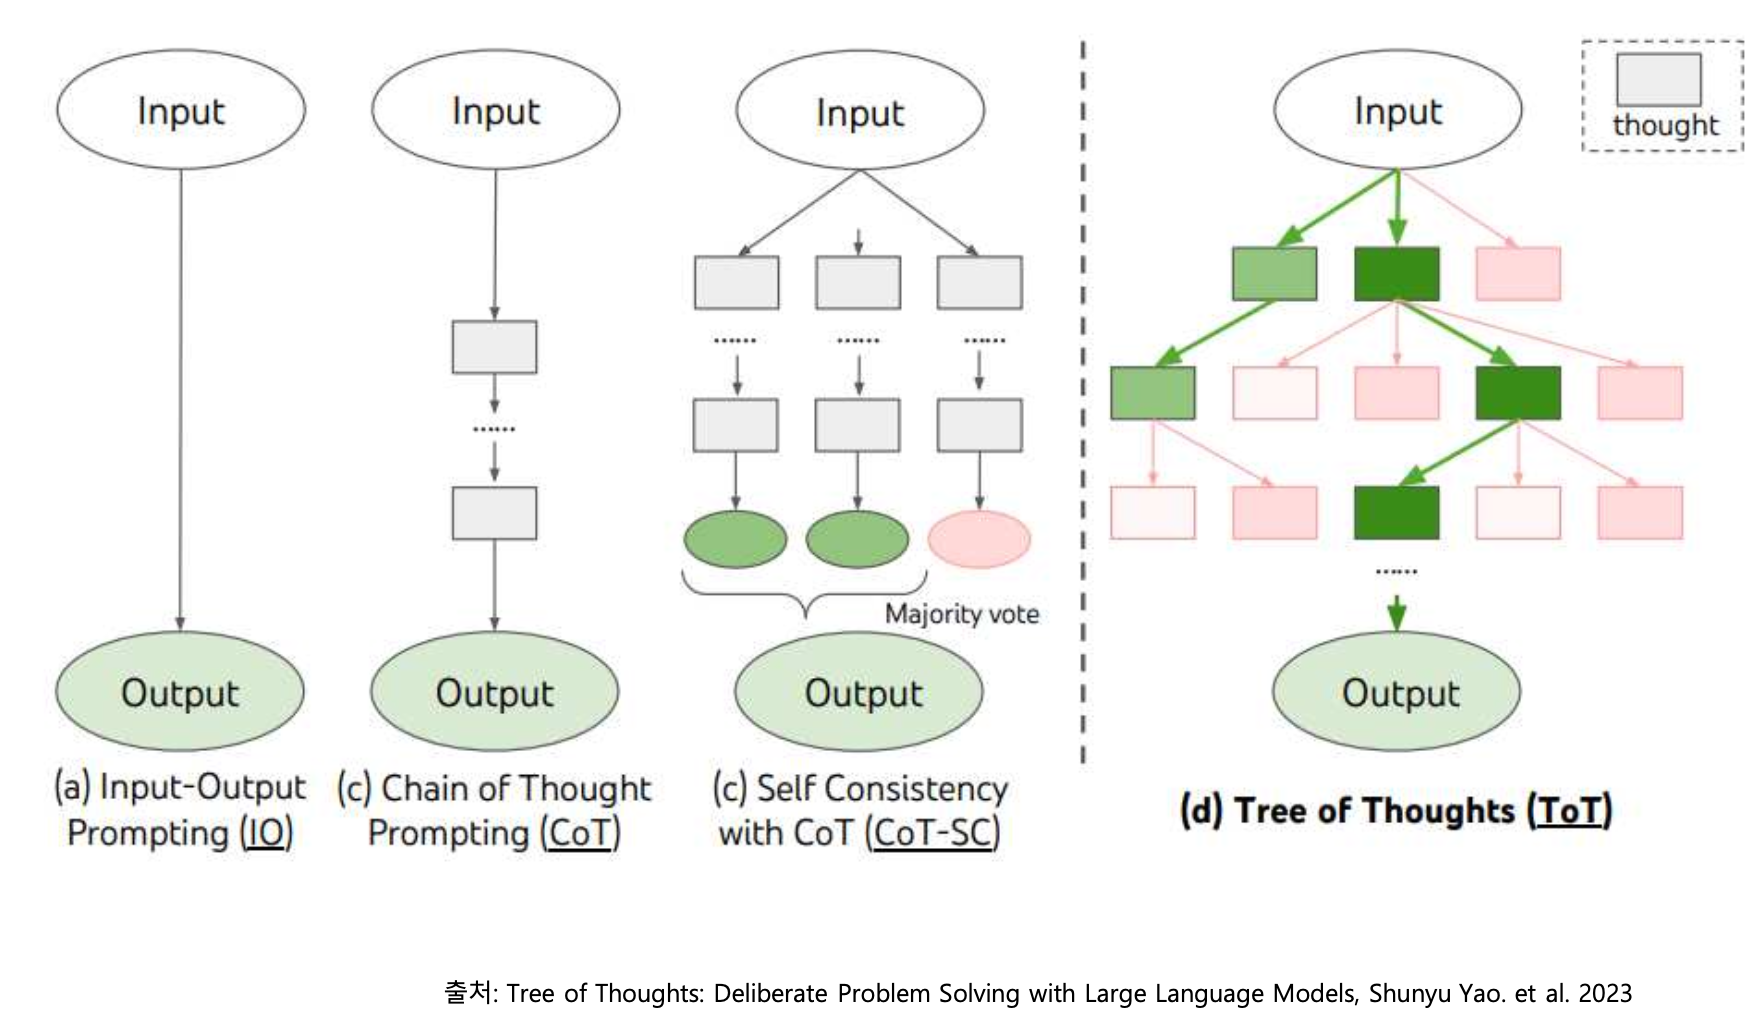 Input
Input
Input
Input
thought
......
......
......
......
......
Majority vote
Output
Output
Output
Output
(a) Input-Output
Prompting (IO)
(c) Chain of Thought
Prompting (CoT)
(c) Self Consistency
with CoT (CoT-SC)
(d) Tree of Thoughts (ToT)
출처: Tree of Thoughts: Deliberate Problem Solving with Large Language Models, Shunyu Yao. et al. 2023